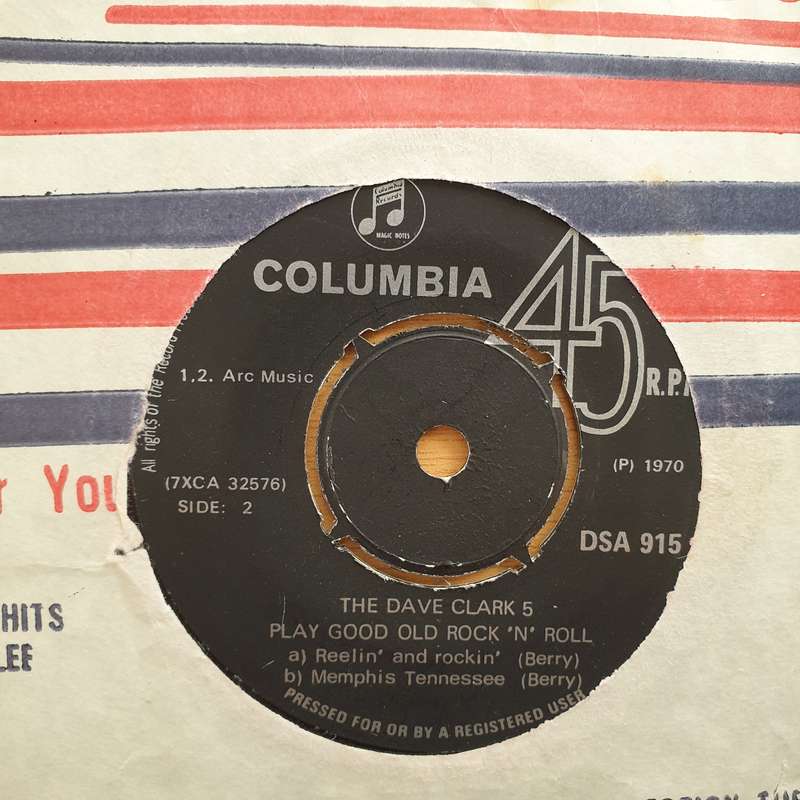 Columbia
Records
MAGIC NOTES
COLUMBIA
45
R.P.
All rights of the Record
1,2. Arc Music
(7XCA 32576)
SIDE: 2
(P) 1970
DSA 915
THE DAVE CLARK 5
PLAY GOOD OLD ROCK 'N' ROLL
a) Reelin' and rockin' (Berry)
b) Memphis Tennessee (Berry)
PRESSED FOR OR BY A REGISTERED USER
You
HITS
LEE